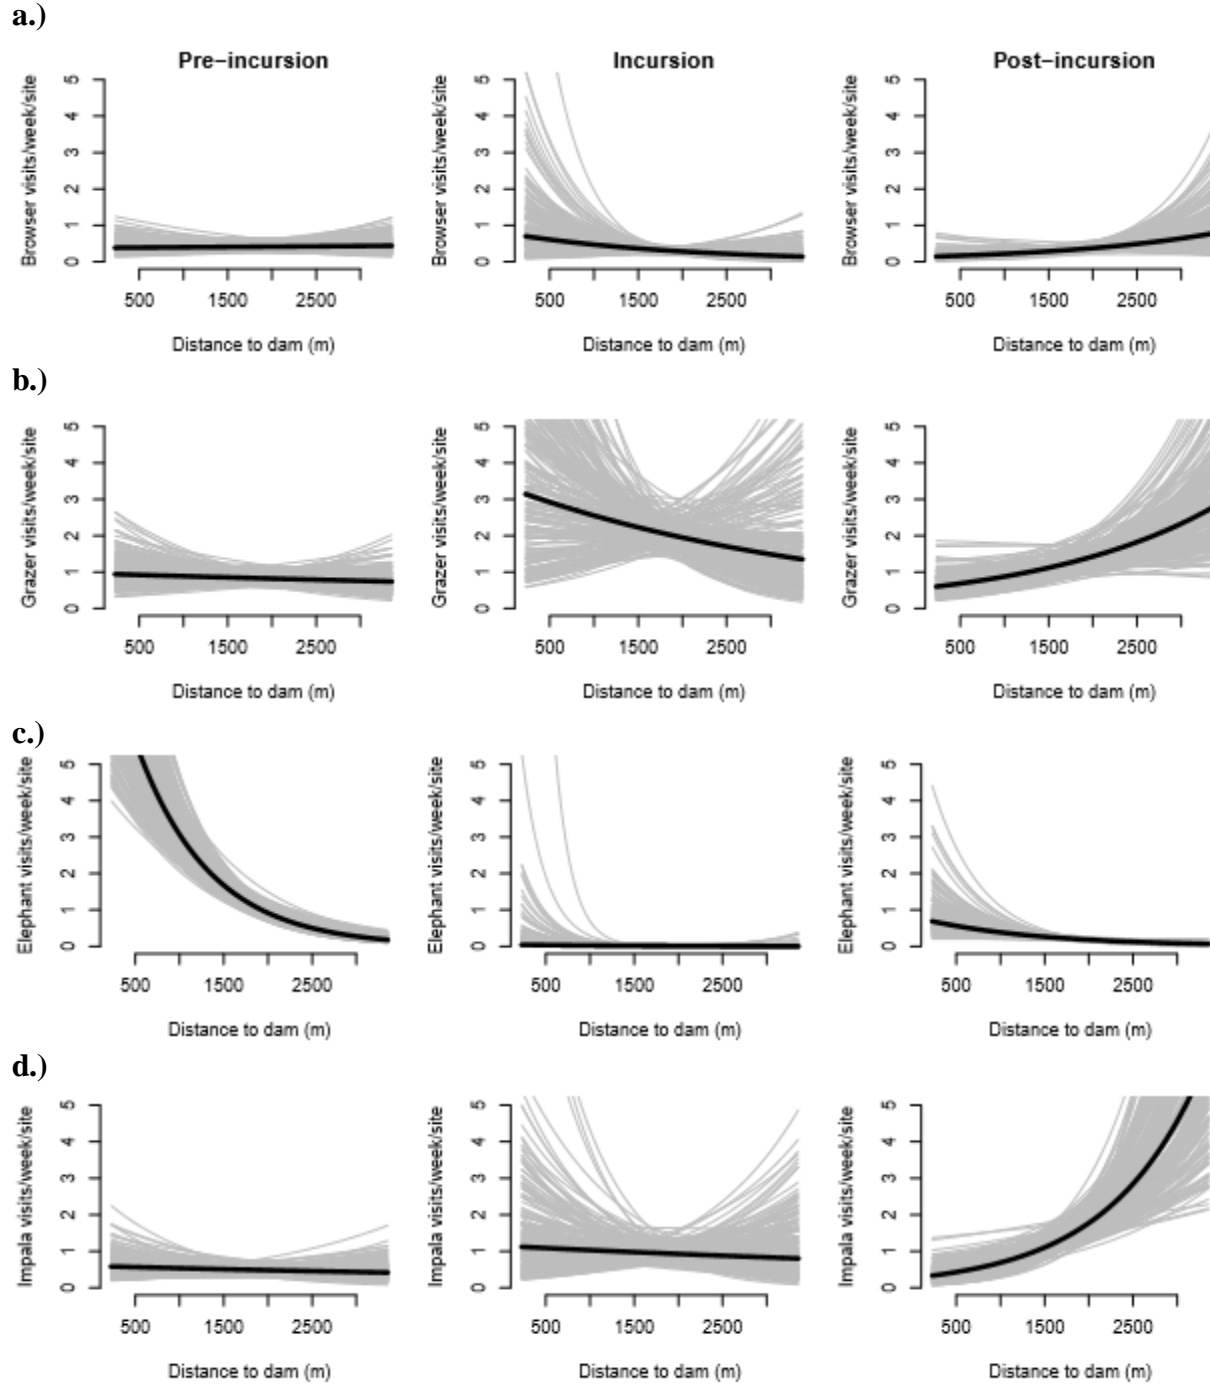 a.)
Pre-incursion Incursion Post-incursion
Browser visits/week/site
0 1 2 3 4 5
500 1500 2500
Distance to dam (m)
Browser visits/week/site
0 1 2 3 4 5
500 1500 2500
Distance to dam (m)
Browser visits/week/site
0 1 2 3 4 5
500 1500 2500
Distance to dam (m)
b.)
Grazer visits/week/site
0 1 2 3 4 5
500 1500 2500
Distance to dam (m)
Grazer visits/week/site
0 1 2 3 4 5
500 1500 2500
Distance to dam (m)
Grazer visits/week/site
0 1 2 3 4 5
500 1500 2500
Distance to dam (m)
c.)
Elephant visits/week/site
0 1 2 3 4 5
500 1500 2500
Distance to dam (m)
Elephant visits/week/site
0 1 2 3 4 5
500 1500 2500
Distance to dam (m)
Elephant visits/week/site
0 1 2 3 4 5
500 1500 2500
Distance to dam (m)
d.)
Impala visits/week/site
0 1 2 3 4 5
500 1500 2500
Distance to dam (m)
Impala visits/week/site
0 1 2 3 4 5
500 1500 2500
Distance to dam (m)
Impala visits/week/site
0 1 2 3 4 5
500 1500 2500
Distance to dam (m)